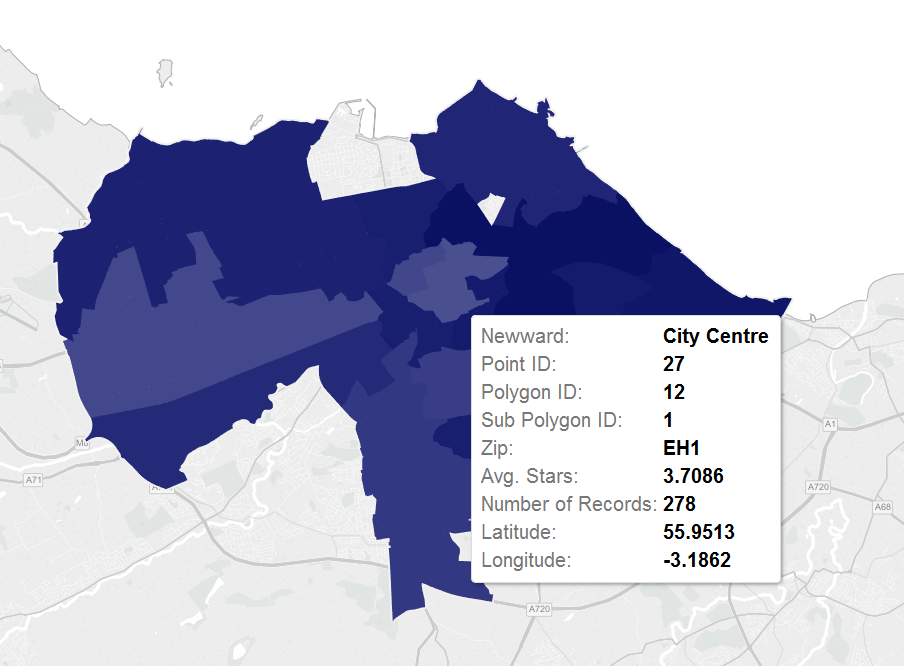 Newward: City Centre
Point ID: 27
Polygon ID: 12
Sub Polygon ID: 1
Zip: EH1
Avg. Stars: 3.7086
Number of Records: 278
Latitude: 55.9513
Longitude: -3.1862
A1
A71
A720
A68
A720